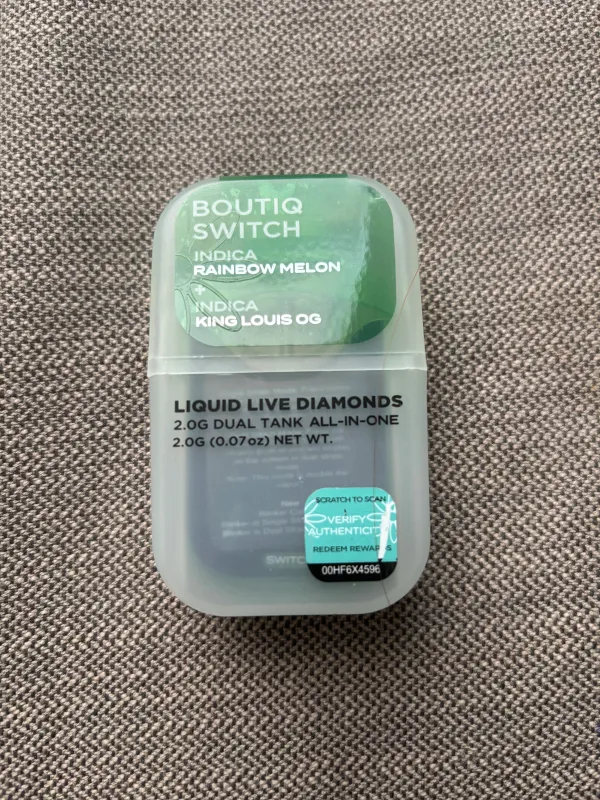 BOUTIQ
SWITCH
INDICA
RAINBOW MELON
+
INDICA
KING LOUIS OG
LIQUID LIVE DIAMONDS
2.0G DUAL TANK ALL-IN-ONE
2.0G (0.07oz) NET WT.
SCRATCH TO SCAN
VERIFY
AUTHENTICITY
REDEEM REWARDS
00HF6X4596
SWITCH